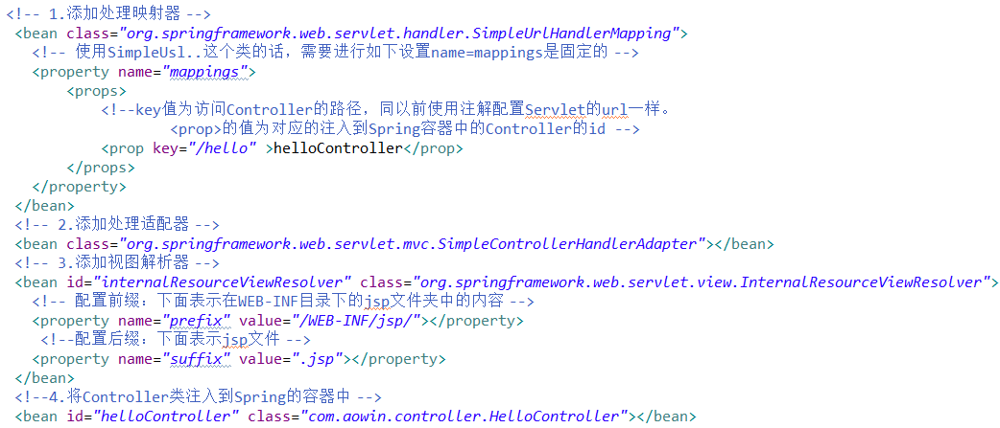 <!-- 1.添加处理映射器 -->
<bean class="org.springframework.web.servlet.handler.SimpleUrlHandlerMapping">
<!-- 使用SimpleUsl..这个类的话，需要进行如下设置name=mappings是固定的 -->
<property name="mappings">
<props>
<!--key值为访问Controller的路径，同以前使用注解配置Servlet的url一样。
<prop>的值为对应的注入到Spring容器中的Controller的id -->
<prop key="/hello" >helloController</prop>
</props>
</property>
</bean>
<!-- 2.添加处理适配器 -->
<bean class="org.springframework.web.servlet.mvc.SimpleControllerHandlerAdapter"></bean>
<!-- 3.添加视图解析器 -->
<bean id="internalResourceViewResolver" class="org.springframework.web.servlet.view.InternalResourceViewResolver">
<!-- 配置前缀：下面表示在WEB-INF目录下的jsp文件夹中的内容 -->
<property name="prefix" value="/WEB-INF/jsp/"></property>
<!--配置后缀：下面表示jsp文件 -->
<property name="suffix" value=".jsp"></property>
</bean>
<!--4.将Controller类注入到Spring的容器中 -->
<bean id="helloController" class="com.aowin.controller.HelloController"></bean>